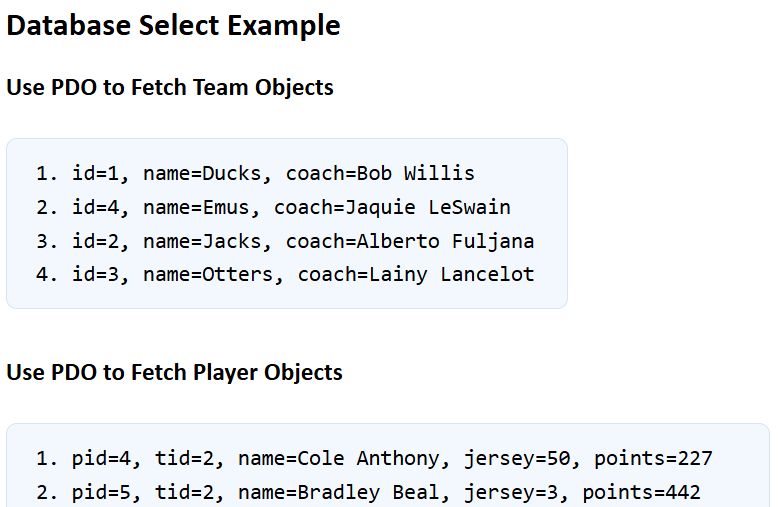 Database Select Example
Use PDO to Fetch Team Objects
1. id=1, name=Ducks, coach=Bob Willis
2. id=4, name=Emus, coach=Jaquie LeSwain
3. id=2, name=Jacks, coach=Alberto Fuljana
4. id=3, name=Otters, coach=Lainy Lancelot
Use PDO to Fetch Player Objects
1. pid=4, tid=2, name=Cole Anthony, jersey=50, points=227
2. pid=5, tid=2, name=Bradley Beal, jersey=3, points=442